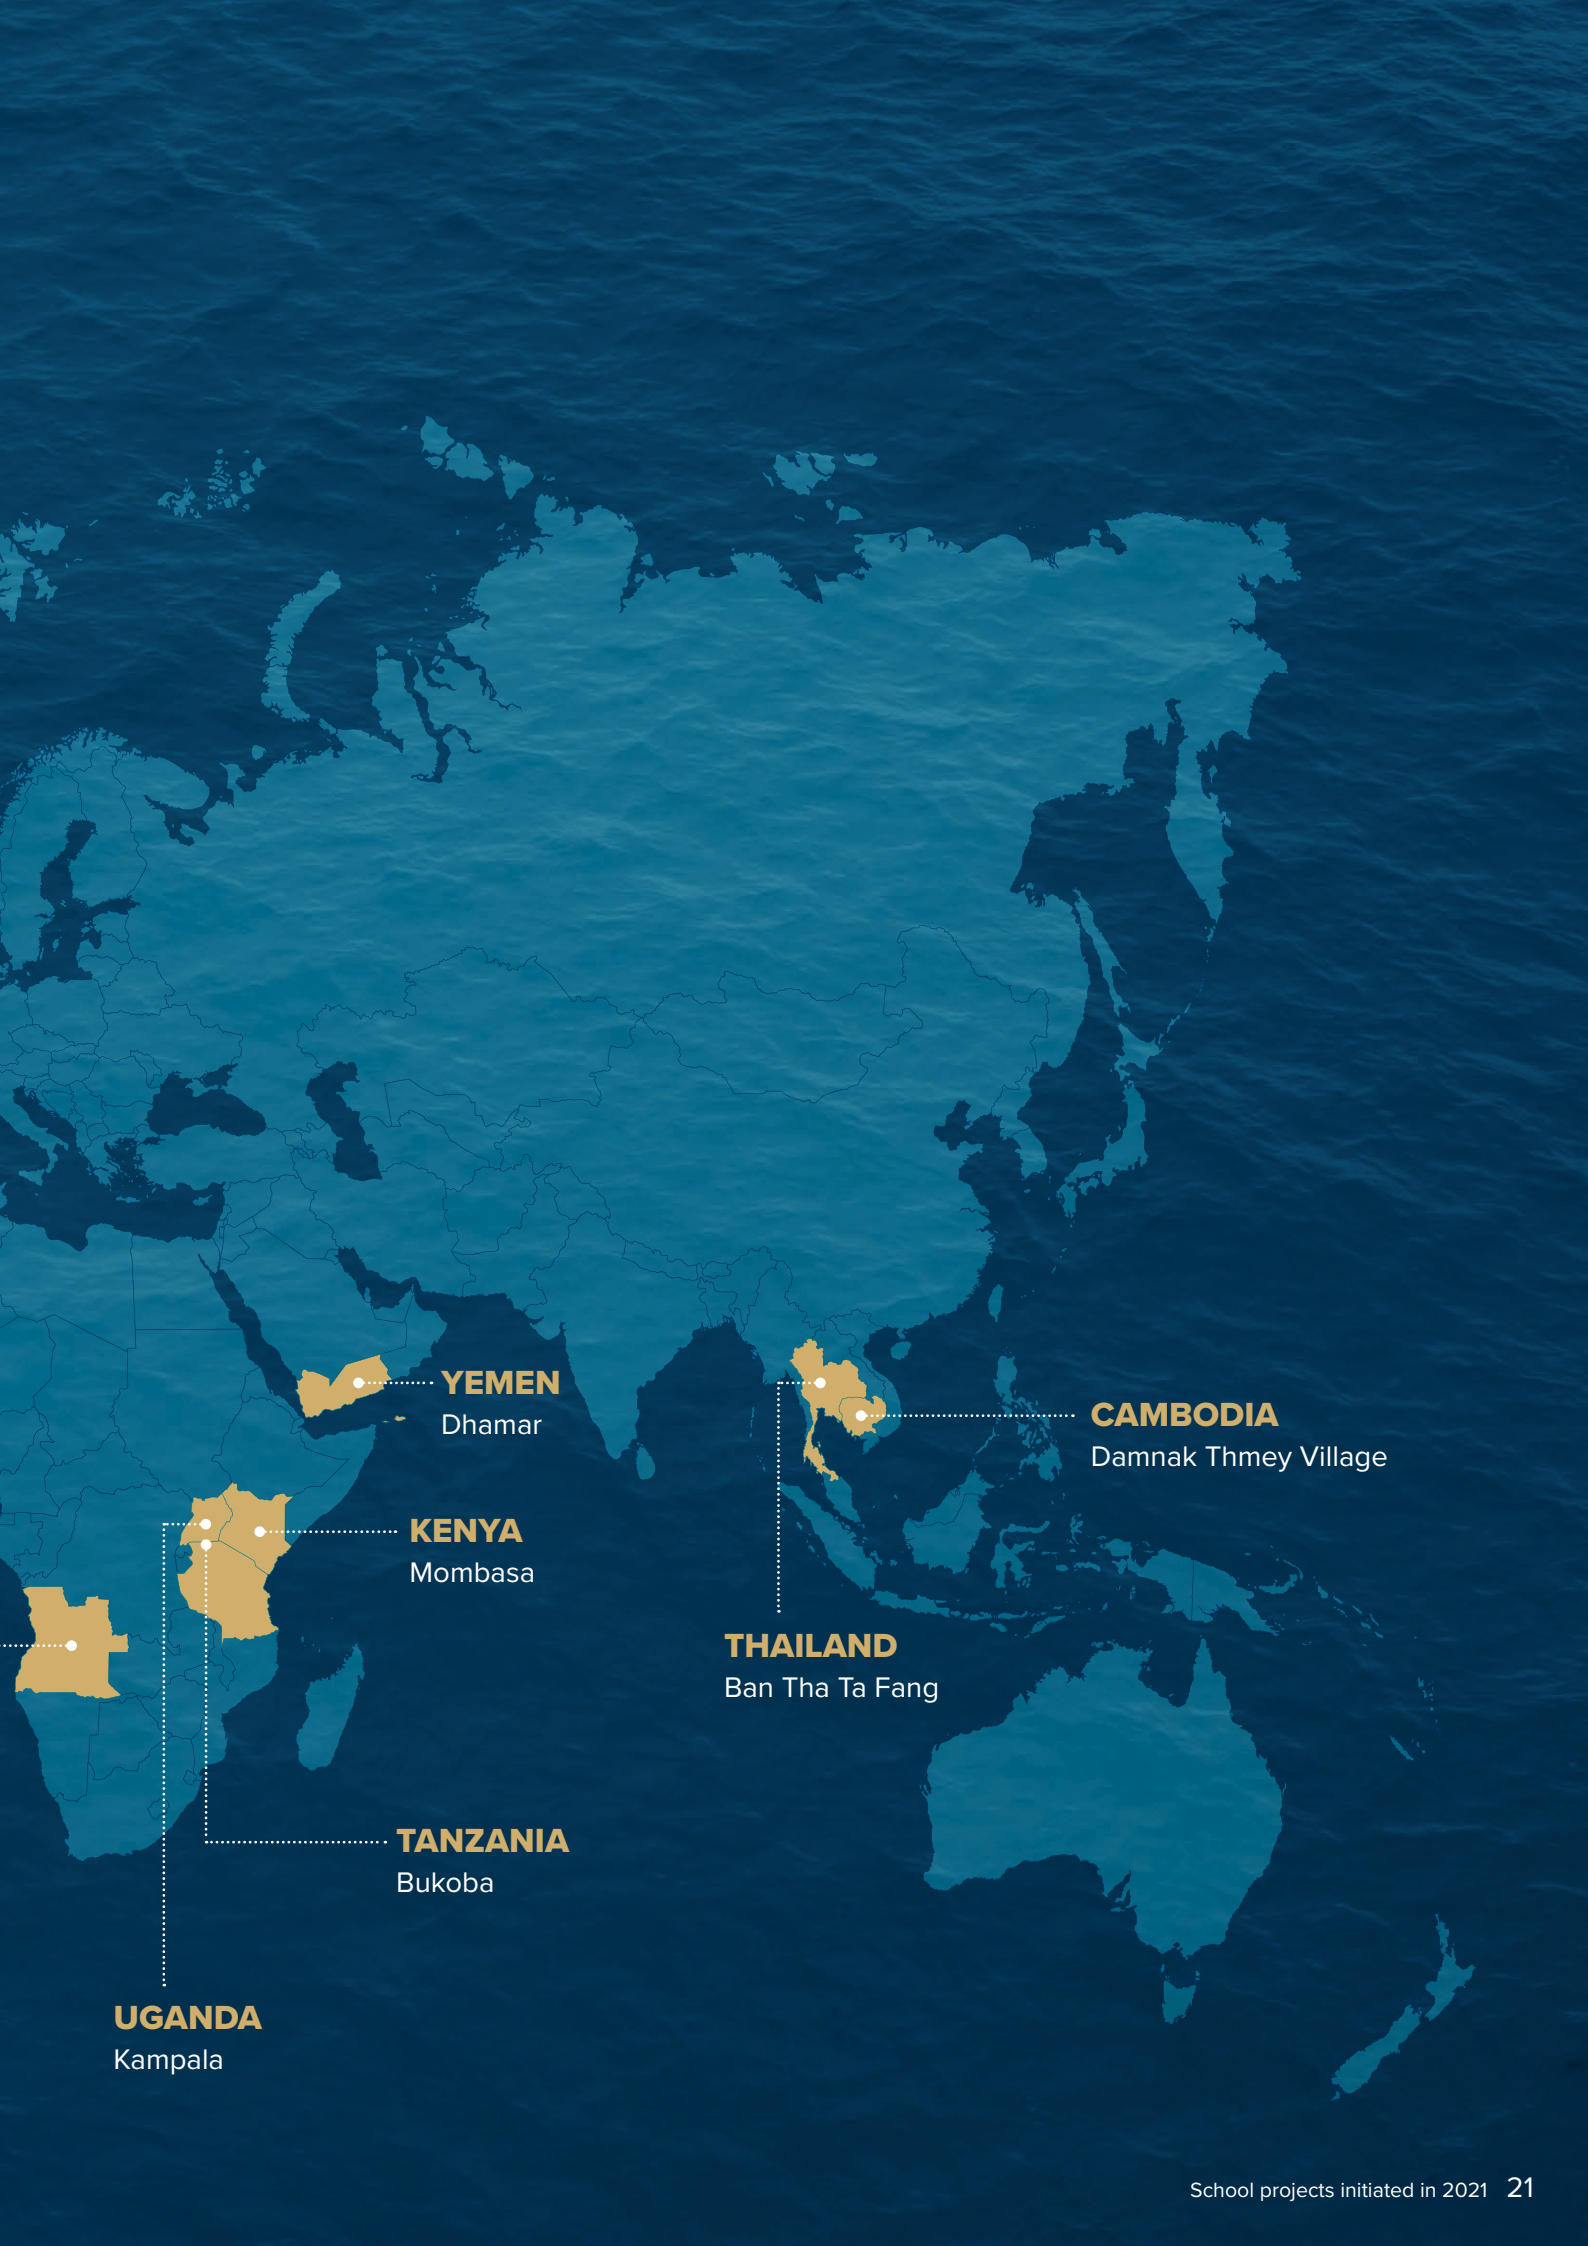 YEMEN
Dhamar
CAMBODIA
Damnak Thmey Village
KENYA
Mombasa
THAILAND
Ban Tha Ta Fang
TANZANIA
Bukoba
UGANDA
Kampala
School projects initiated in 2021 21